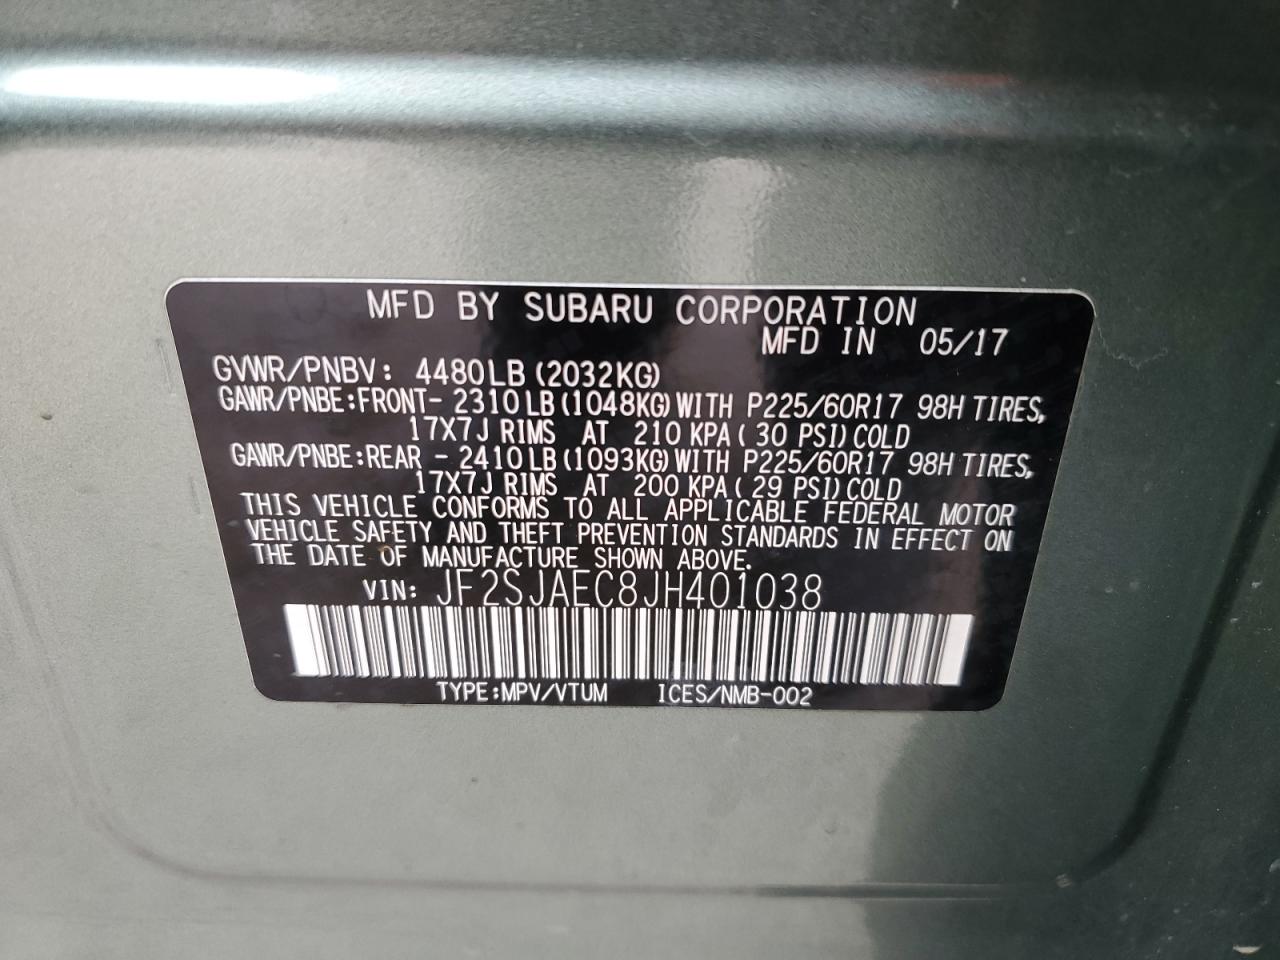 MFD BY SUBARU CORPORATION
MFD IN 05/17
GVWR/PNBV: 4480LB (2032KG)
GAWR/PNBE:FRONT- 2310LB(1048KG)WITH P225/60R17 98H TIRES,
17X7J RIMS AT 210 KPA( 30 PSI)COLD
GAWR/PNBE:REAR - 2410LB(1093KG)WITH P225/60R17 98H TIRES,
17X7J RIMS AT 200 KPA( 29 PSI)COLD
THIS VEHICLE CONFORMS TO ALL APPLICABLE FEDERAL MOTOR
VEHICLE SAFETY AND THEFT PREVENTION STANDARDS IN EFFECT ON
THE DATE OF MANUFACTURE SHOWN ABOVE.
VIN: JF2SJAEC8JH401038
TYPE:MPV/VTUM ICES/NMB-002